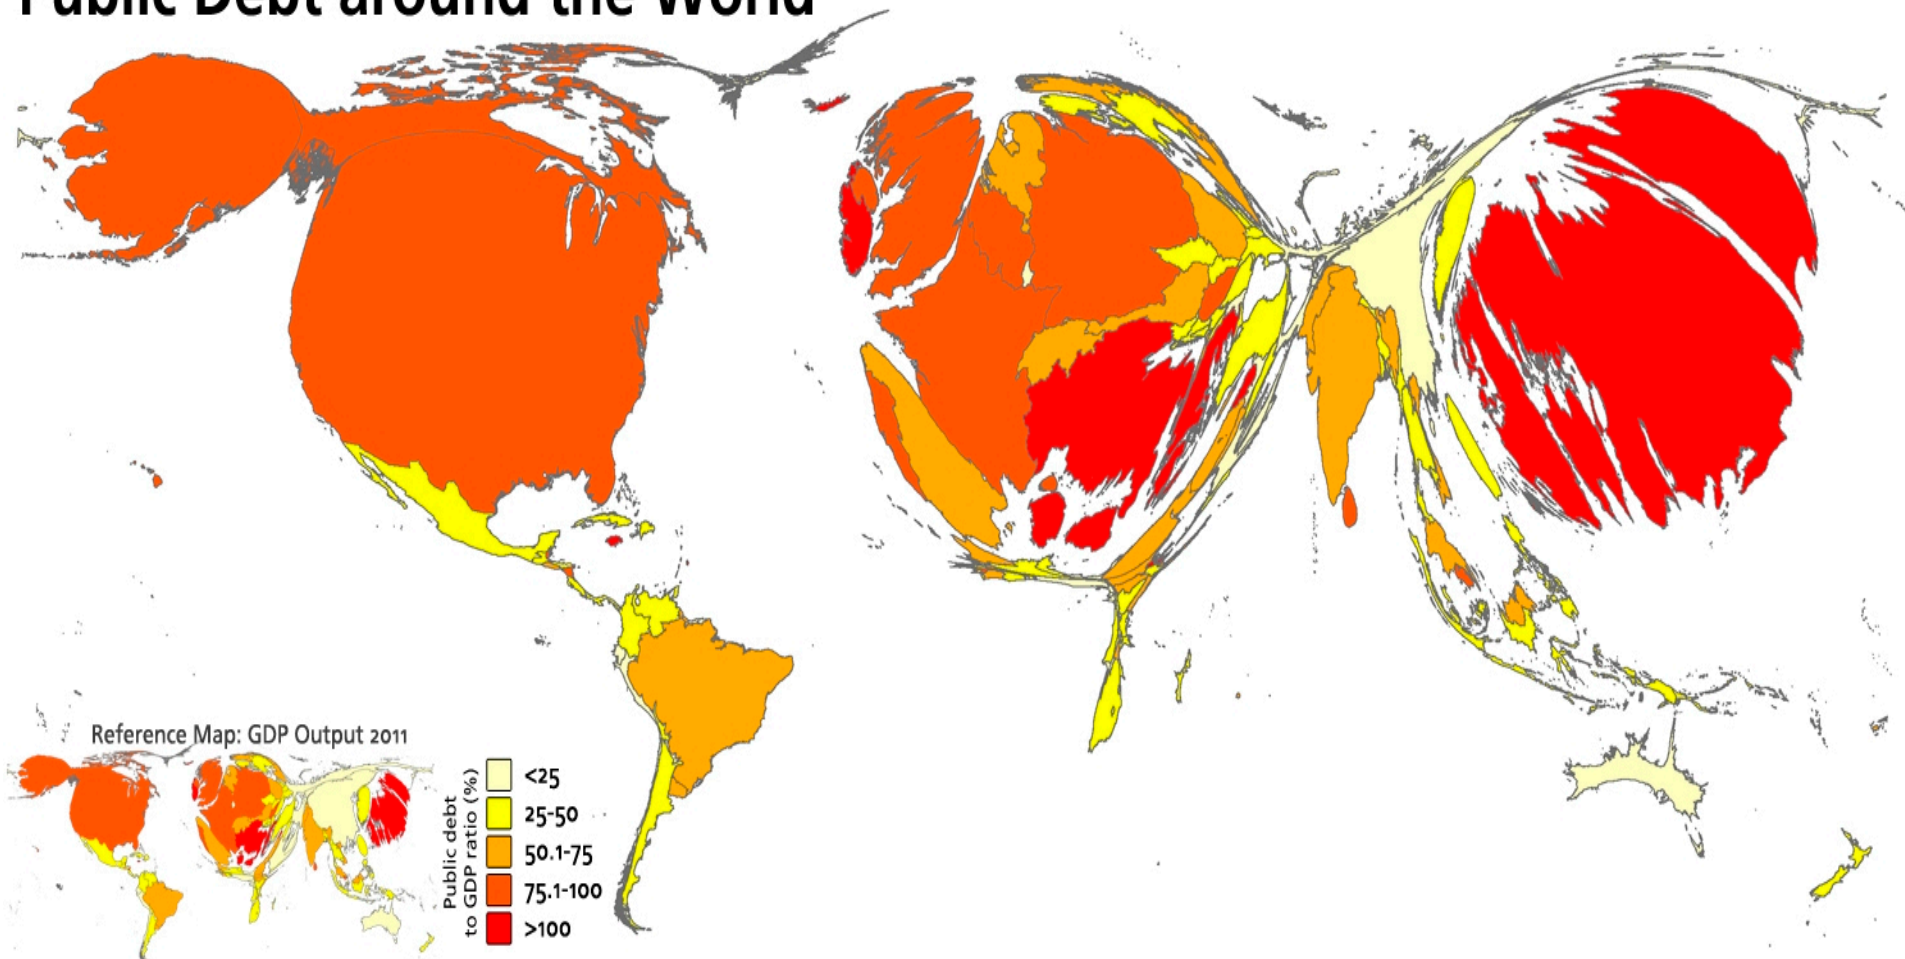 Public Debt around the World
Reference Map: GDP Output 2011
Public debt
to GDP ratio (%)
<25
25-50
50.1-75
75.1-100
>100